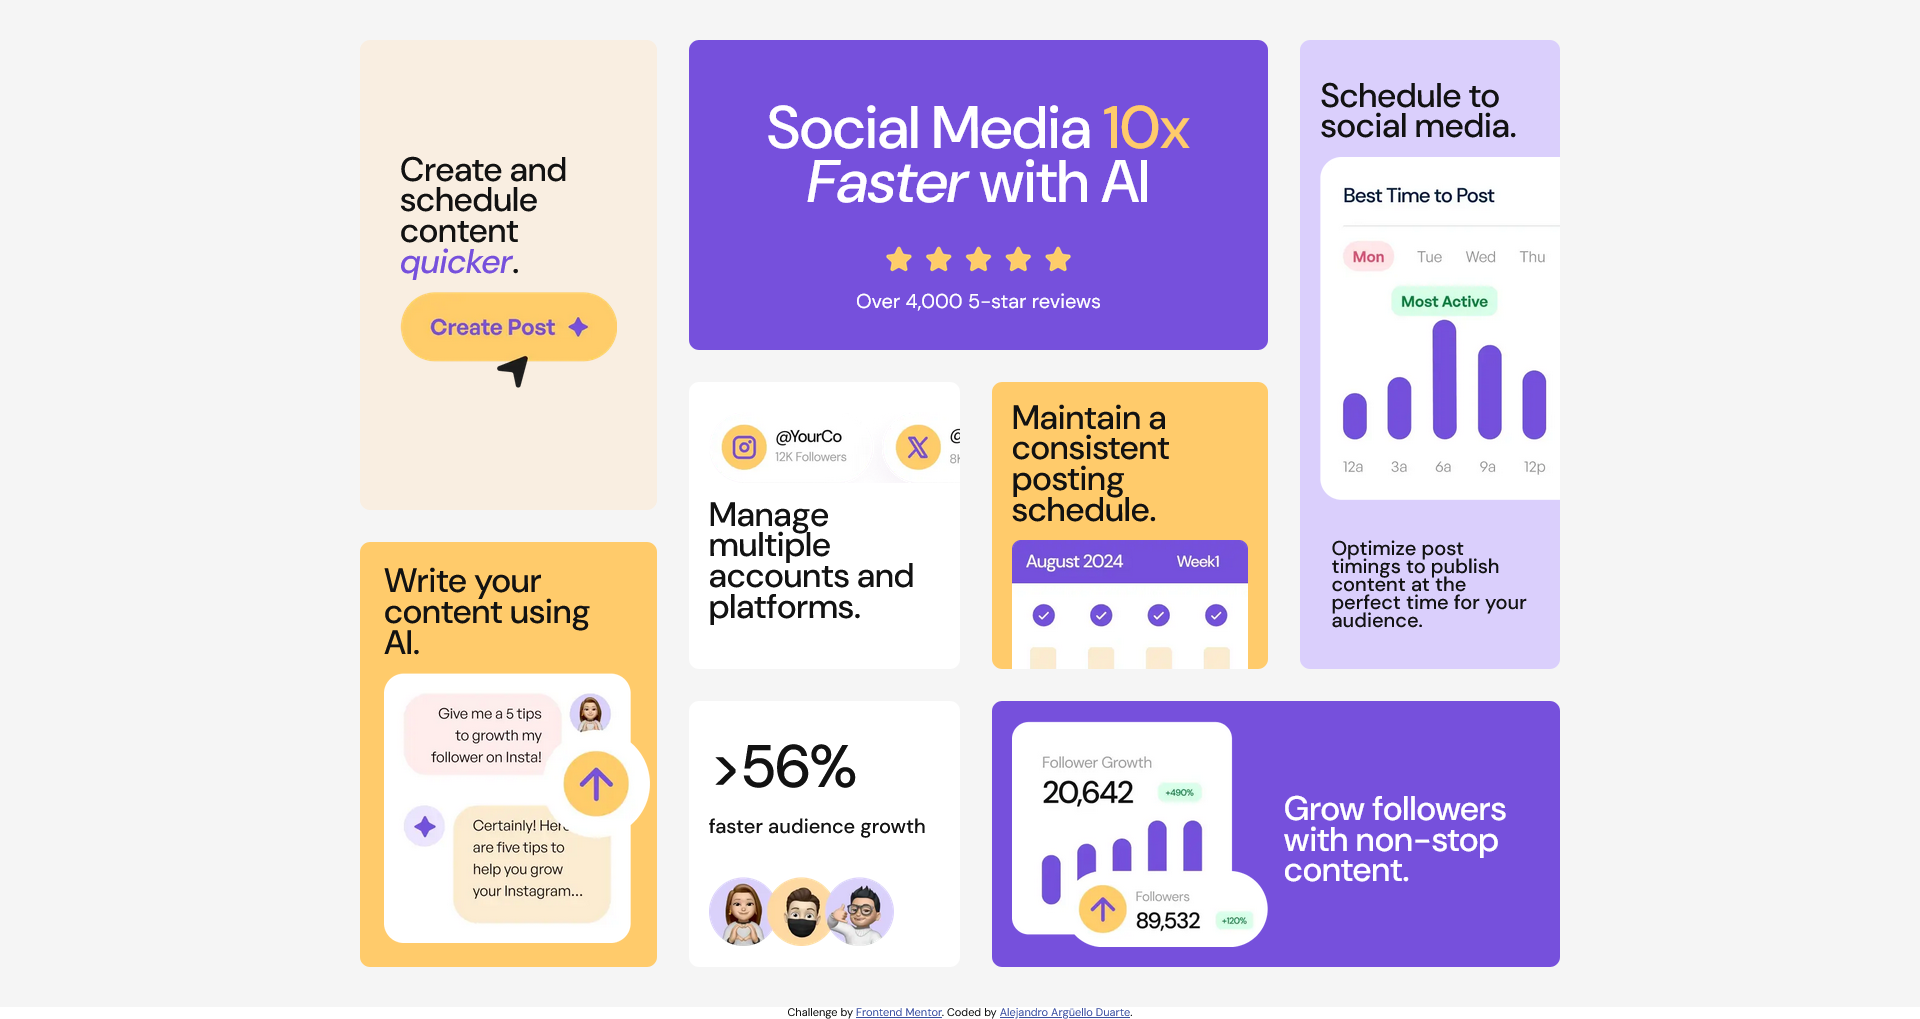 Create and
schedule
content
quicker.
Create Post
Social Media 10x
Faster with AI
Over 4,000 5-star reviews
Schedule to
social media.
Best Time to Post
Mon Tue Wed Thu
Most Active
12a 3a 6a 9a 12p
Optimize post
timings to publish
content at the
perfect time for your
audience.
@YourCo
12K Followers
@
8K
Manage
multiple
accounts and
platforms.
Maintain a
consistent
posting
schedule.
August 2024 Week1
Write your
content using
AI.
Give me a 5 tips
to growth my
follower on Insta!
Certainly! Here
are five tips to
help you grow
your Instagram...
>56%
faster audience growth
Follower Growth
20,642 +490%
Followers
89,532 +120%
Grow followers
with non-stop
content.
Challenge by Frontend Mentor. Coded by Alejandro Argüello Duarte.